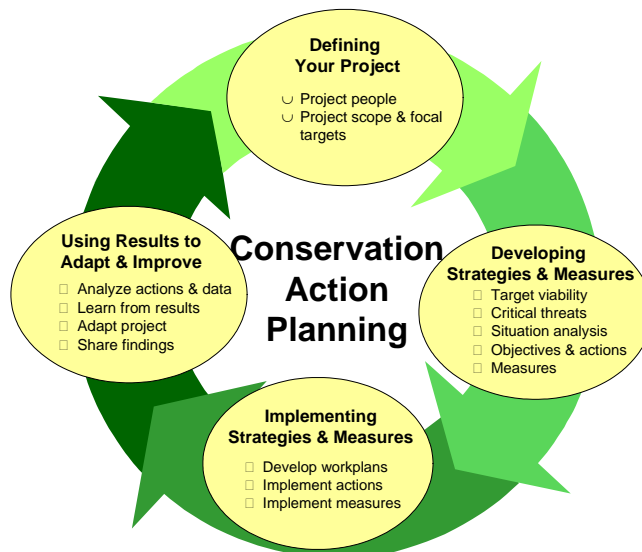 Defining
Your Project
∪ Project people
∪ Project scope & focal
targets
Conservation
Action
Planning
Developing
Strategies & Measures
□ Target viability
□ Critical threats
□ Situation analysis
□ Objectives & actions
□ Measures
Implementing
Strategies & Measures
□ Develop workplans
□ Implement actions
□ Implement measures
Using Results to
Adapt & Improve
□ Analyze actions & data
□ Learn from results
□ Adapt project
□ Share findings